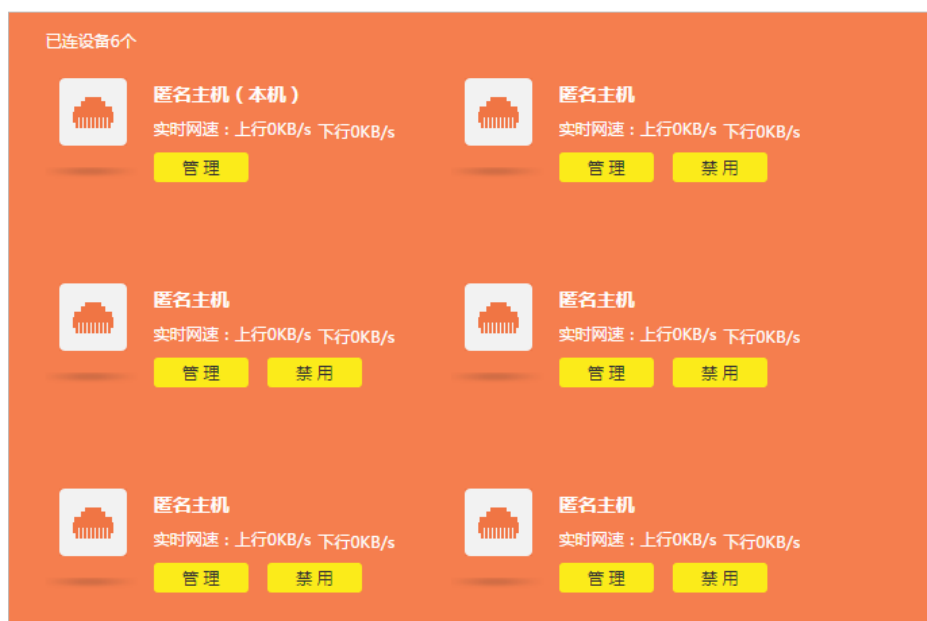 已连设备6个
匿名主机（本机）
实时网速：上行0KB/s 下行0KB/s
管 理
匿名主机
实时网速：上行0KB/s 下行0KB/s
管 理 禁 用
匿名主机
实时网速：上行0KB/s 下行0KB/s
管 理 禁 用
匿名主机
实时网速：上行0KB/s 下行0KB/s
管 理 禁 用
匿名主机
实时网速：上行0KB/s 下行0KB/s
管 理 禁 用
匿名主机
实时网速：上行0KB/s 下行0KB/s
管 理 禁 用